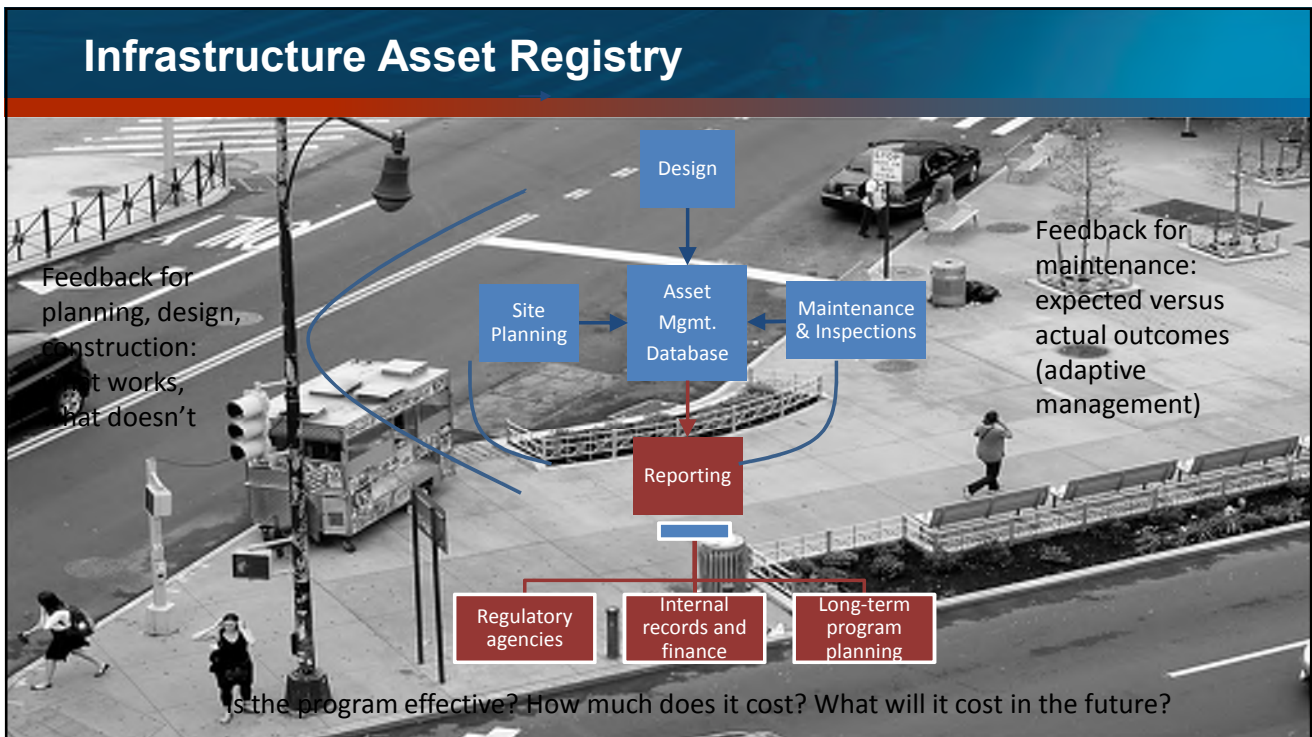 Infrastructure Asset Registry
Design
Feedback for
planning, design,
construction:
what works,
what doesn't
Site
Planning
Asset
Mgmt.
Database
Maintenance
& Inspections
Feedback for
maintenance:
expected versus
actual outcomes
(adaptive
management)
Reporting
Regulatory
agencies
Internal
records and
finance
Long-term
program
planning
Is the program effective? How much does it cost? What will it cost in the future?
STOP